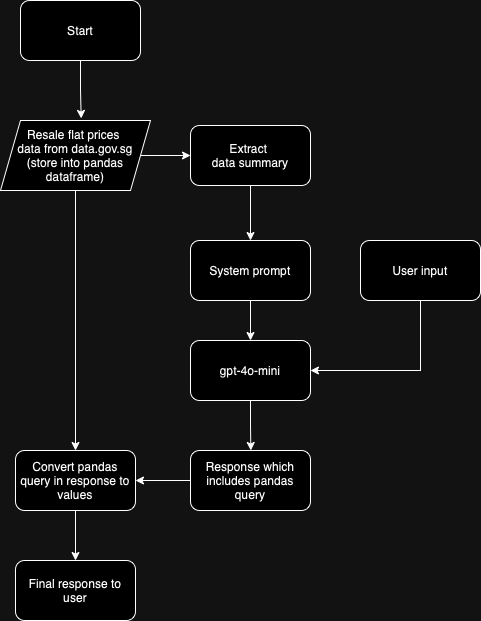 Start
Resale flat prices
data from data.gov.sg
(store into pandas
dataframe)
Extract
data summary
System prompt
User input
gpt-4o-mini
Convert pandas
query in response to
values
Response which
includes pandas
query
Final response to
user